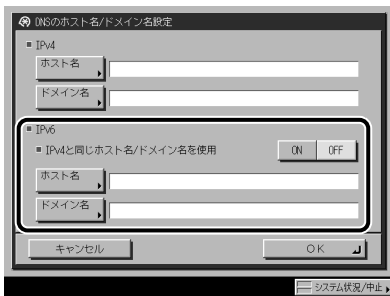 DNSのホスト名/ドメイン名設定
IPv4
ホスト名
ドメイン名
IPv6
IPv4と同じホスト名/ドメイン名を使用 ON OFF
ホスト名
ドメイン名
キャンセル OK
システム状況/中止